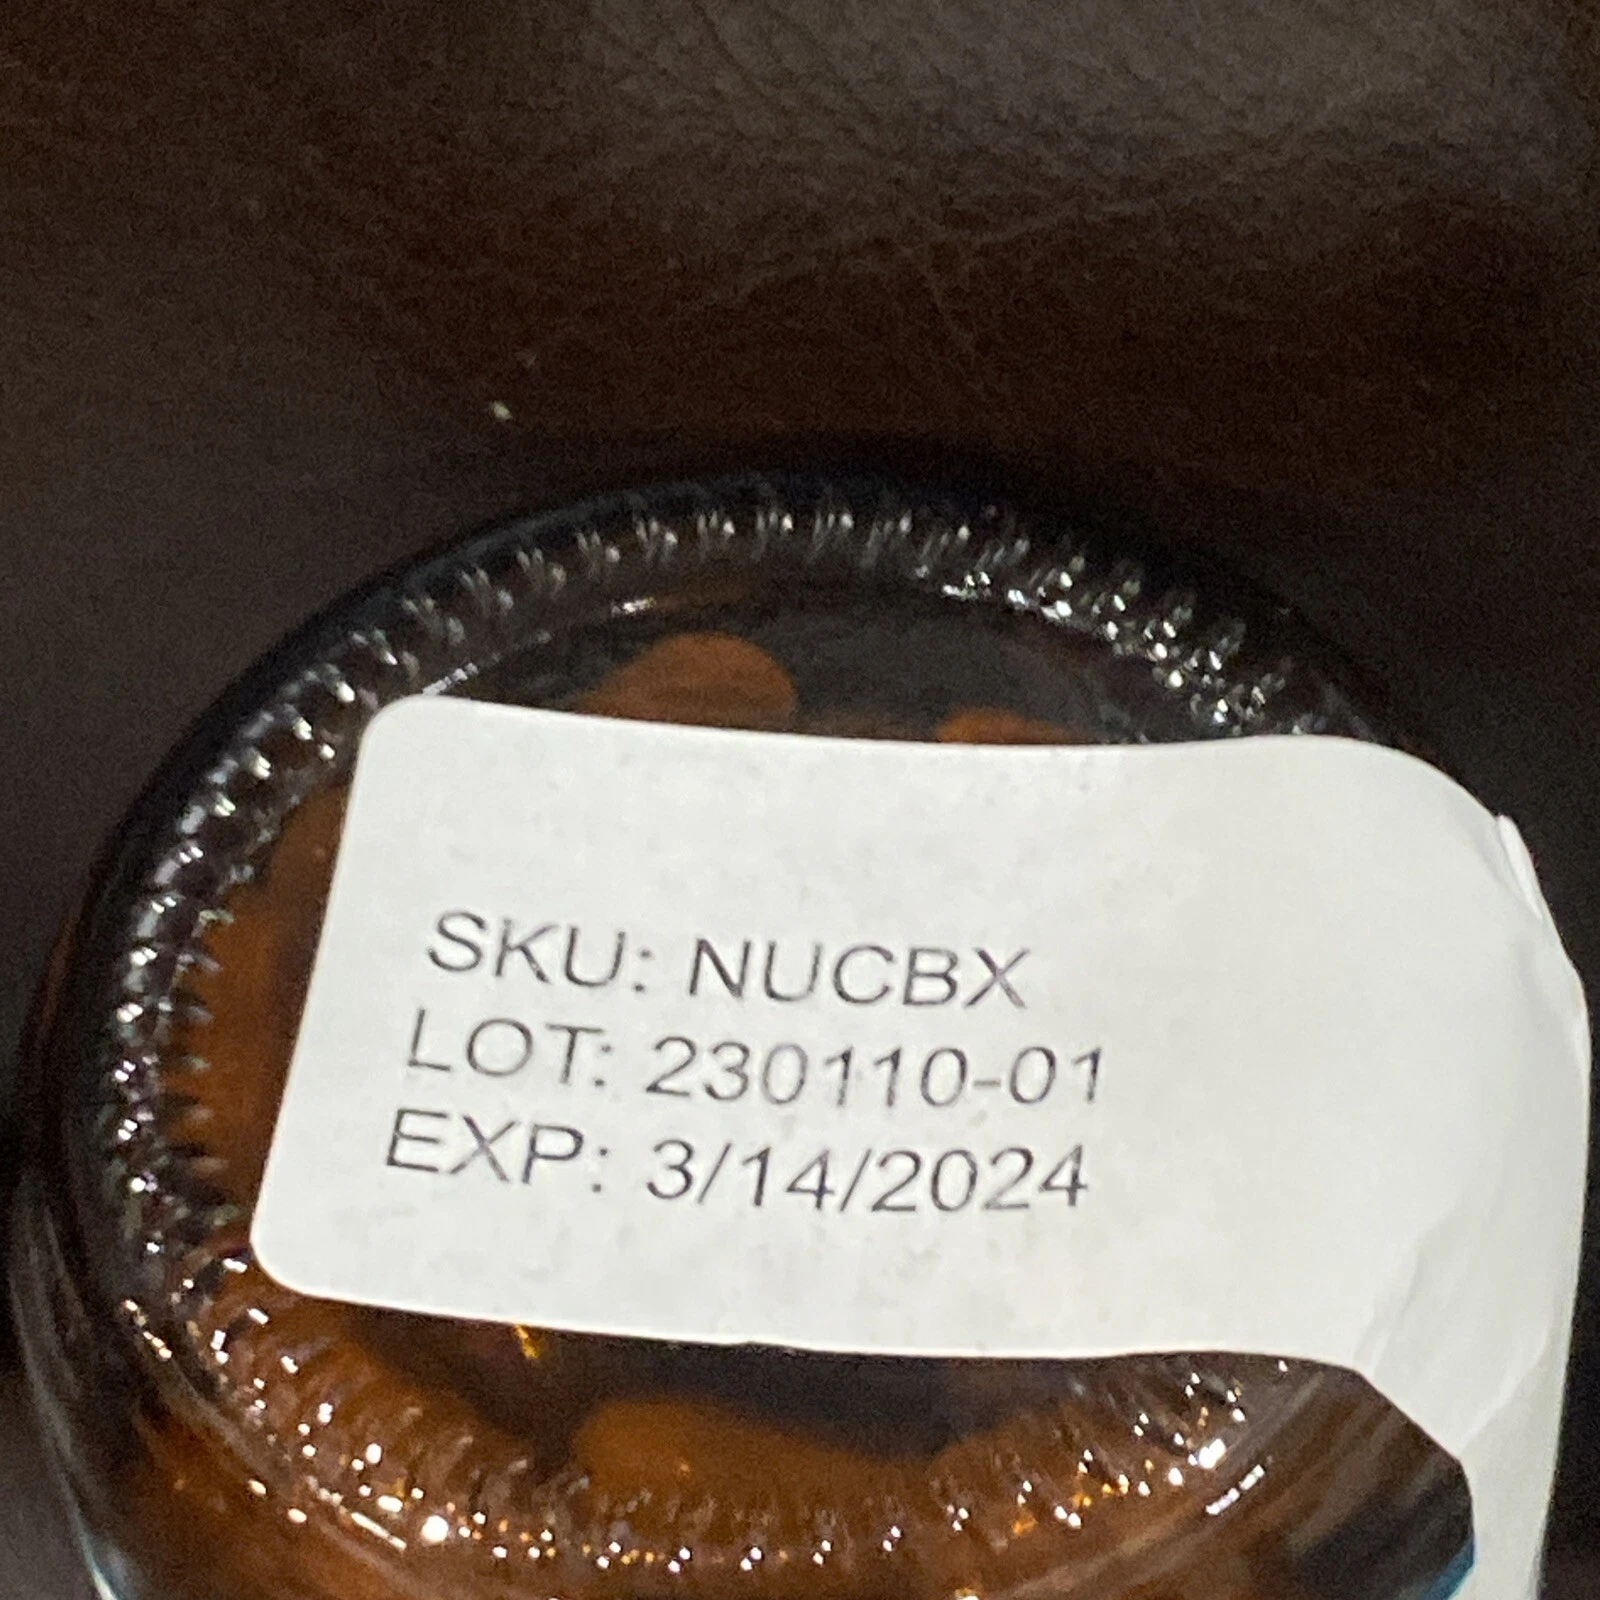 SKU: NUCBX
LOT: 230110-01
EXP: 3/14/2024